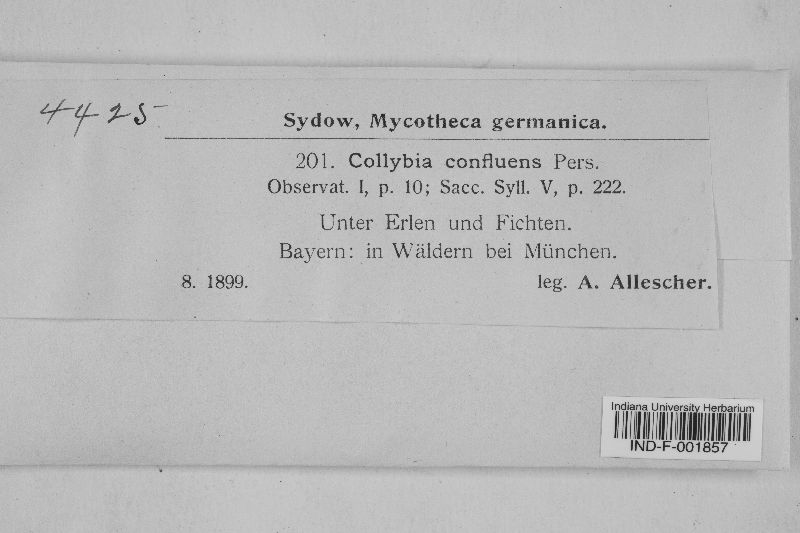 4425
Sydow, Mycotheca germanica.
201. Collybia confluens Pers.
Observat. I, p. 10; Sacc. Syll. V, p. 222.
Unter Erlen und Fichten.
Bayern: in Wäldern bei München.
8. 1899. leg. A. Allescher.
Indiana University Herbarium
IND-F-001857